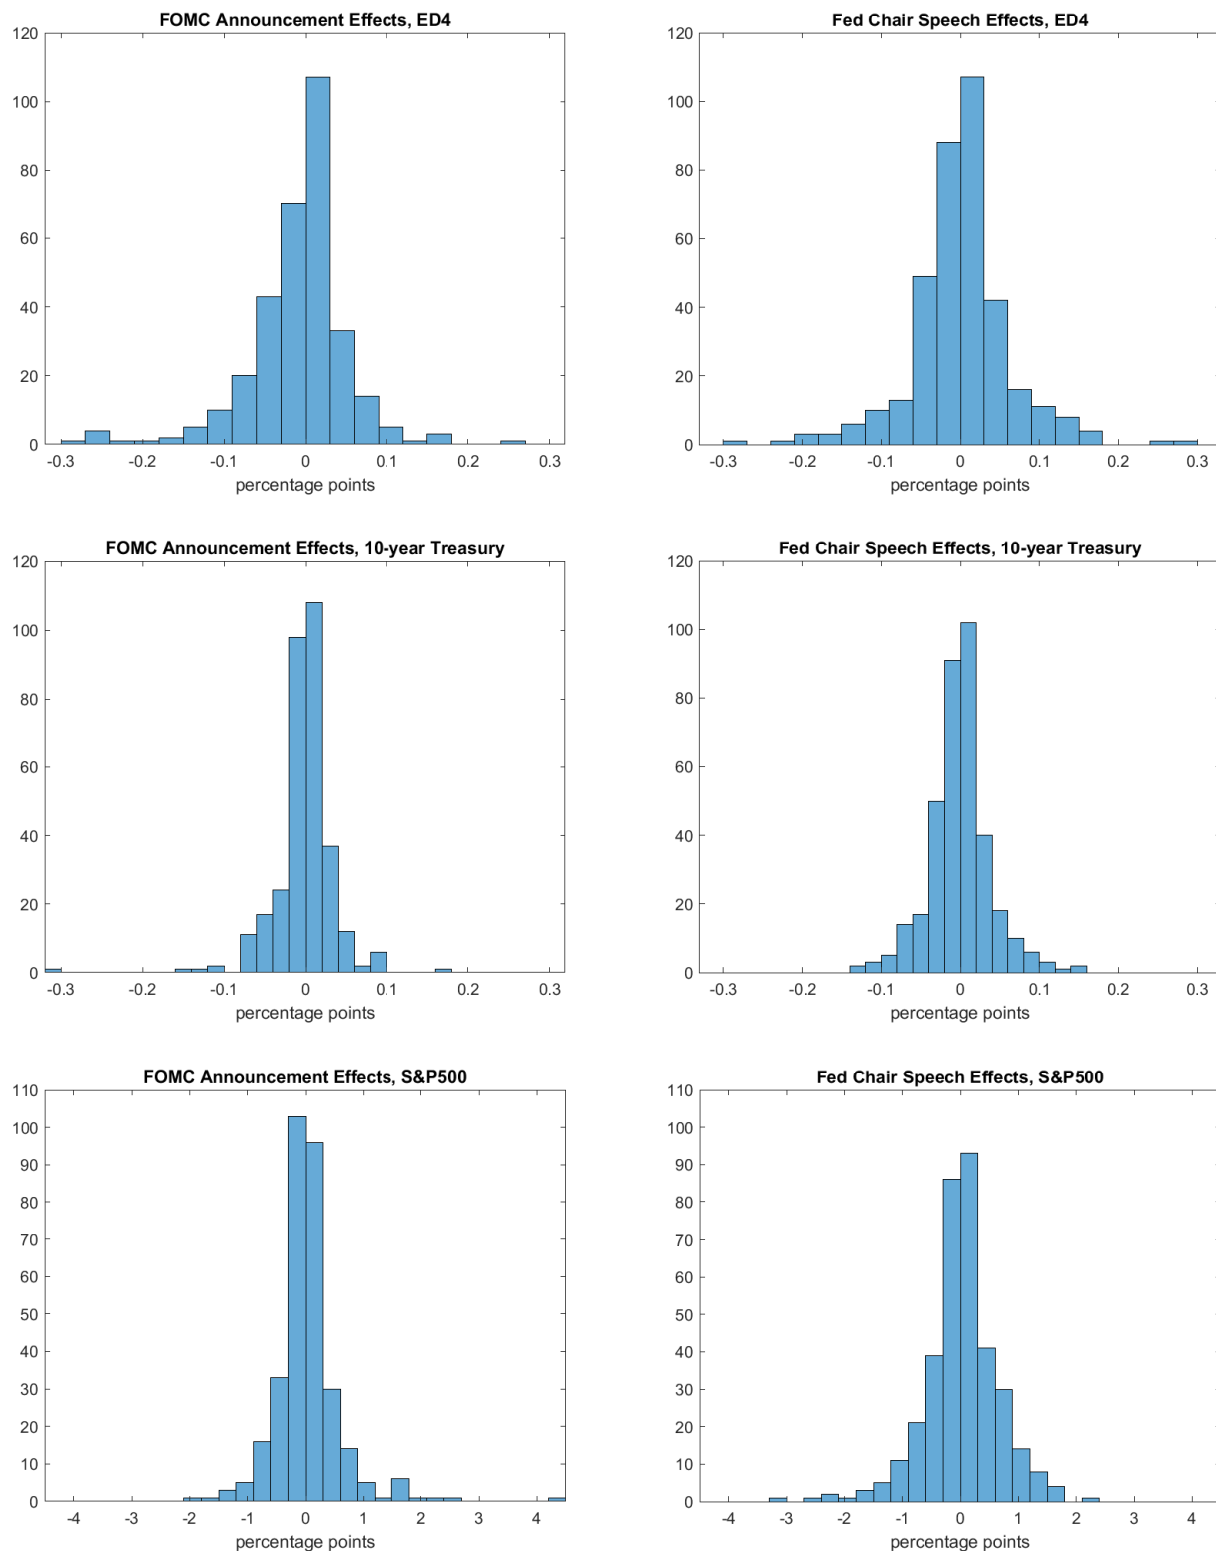 FOMC Announcement Effects, ED4
120
100
80
60
40
20
0
-0.3 -0.2 -0.1 0 0.1 0.2 0.3
percentage points
Fed Chair Speech Effects, ED4
120
100
80
60
40
20
0
-0.3 -0.2 -0.1 0 0.1 0.2 0.3
percentage points
FOMC Announcement Effects, 10-year Treasury
120
100
80
60
40
20
0
-0.3 -0.2 -0.1 0 0.1 0.2 0.3
percentage points
Fed Chair Speech Effects, 10-year Treasury
120
100
80
60
40
20
0
-0.3 -0.2 -0.1 0 0.1 0.2 0.3
percentage points
FOMC Announcement Effects, S&P500
110
100
90
80
70
60
50
40
30
20
10
0
-4 -3 -2 -1 0 1 2 3 4
percentage points
Fed Chair Speech Effects, S&P500
110
100
90
80
70
60
50
40
30
20
10
0
-4 -3 -2 -1 0 1 2 3 4
percentage points